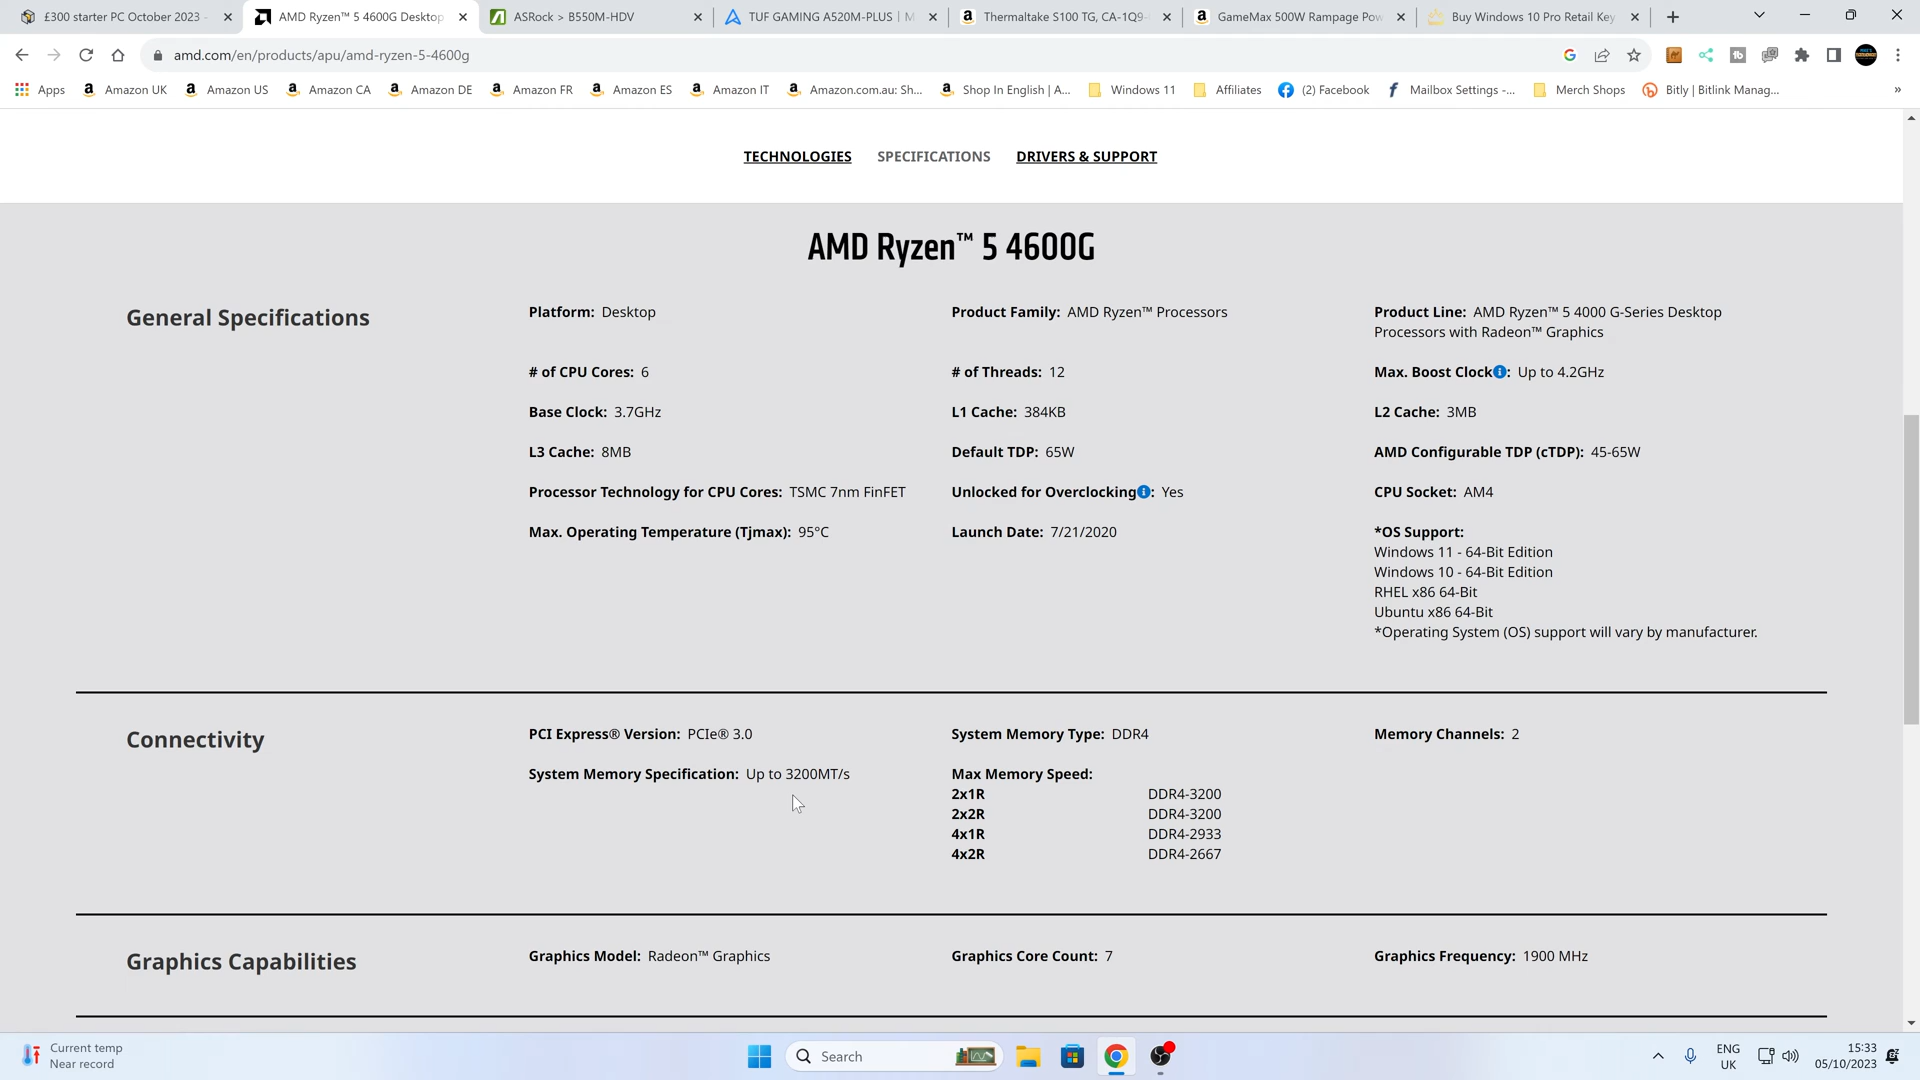 £300 starter PC October 2023 -
AMD Ryzen™ 5 4600G Desktop
ASRock > B550M-HDV
TUF GAMING A520M-PLUS | M
Thermaltake S100 TG, CA-1Q9-
GameMax 500W Rampage Pow
Buy Windows 10 Pro Retail Key
amd.com/en/products/apu/amd-ryzen-5-4600g
Apps
Amazon UK
Amazon US
Amazon CA
Amazon DE
Amazon FR
Amazon ES
Amazon IT
Amazon.com.au: Sh...
Shop In English | A...
Windows 11
Affiliates
(2) Facebook
Mailbox Settings -...
Merch Shops
Bitly | Bitlink Manag...
»
TECHNOLOGIES
SPECIFICATIONS
DRIVERS & SUPPORT
AMD Ryzen™ 5 4600G
General Specifications
Platform: Desktop
Product Family: AMD Ryzen™ Processors
Product Line: AMD Ryzen™ 5 4000 G-Series Desktop
Processors with Radeon™ Graphics
# of CPU Cores: 6
# of Threads: 12
Max. Boost Clock: Up to 4.2GHz
Base Clock: 3.7GHz
L1 Cache: 384KB
L2 Cache: 3MB
L3 Cache: 8MB
Default TDP: 65W
AMD Configurable TDP (cTDP): 45-65W
Processor Technology for CPU Cores: TSMC 7nm FinFET
Unlocked for Overclocking: Yes
CPU Socket: AM4
Max. Operating Temperature (Tjmax): 95°C
Launch Date: 7/21/2020
*OS Support:
Windows 11 - 64-Bit Edition
Windows 10 - 64-Bit Edition
RHEL x86 64-Bit
Ubuntu x86 64-Bit
*Operating System (OS) support will vary by manufacturer.
Connectivity
PCI Express® Version: PCIe® 3.0
System Memory Type: DDR4
Memory Channels: 2
System Memory Specification: Up to 3200MT/s
Max Memory Speed:
2x1R DDR4-3200
2x2R DDR4-3200
4x1R DDR4-2933
4x2R DDR4-2667
Graphics Capabilities
Graphics Model: Radeon™ Graphics
Graphics Core Count: 7
Graphics Frequency: 1900 MHz
Current temp
Near record
Search
ENG
UK
15:33
05/10/2023